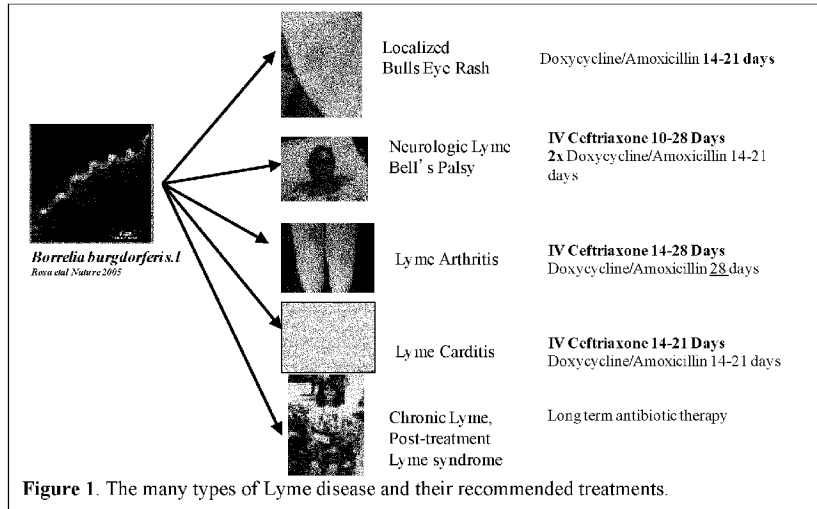 Localized
Bulls Eye Rash
Doxycycline/Amoxicillin 14-21 days
Neurologic Lyme
Bell's Palsy
IV Ceftriaxone 10-28 Days
2x Doxycycline/Amoxicillin 14-21
days
Borrelia burgdorferi s.l
Rosa etal Nature 2005
Lyme Arthritis
IV Ceftriaxone 14-28 Days
Doxycycline/Amoxicillin 28 days
Lyme Carditis
IV Ceftriaxone 14-21 Days
Doxycycline/Amoxicillin 14-21 days
Chronic Lyme,
Post-treatment
Lyme syndrome
Long term antibiotic therapy
Figure 1. The many types of Lyme disease and their recommended treatments.